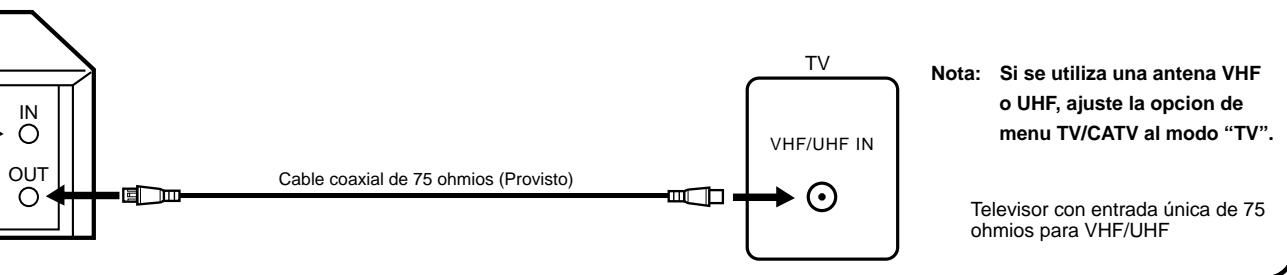 IN
OUT
Cable coaxial de 75 ohmios (Provisto)
TV
VHF/UHF IN
Nota: Si se utiliza una antena VHF
o UHF, ajuste la opcion de
menu TV/CATV al modo “TV”.
Televisor con entrada única de 75
ohmios para VHF/UHF